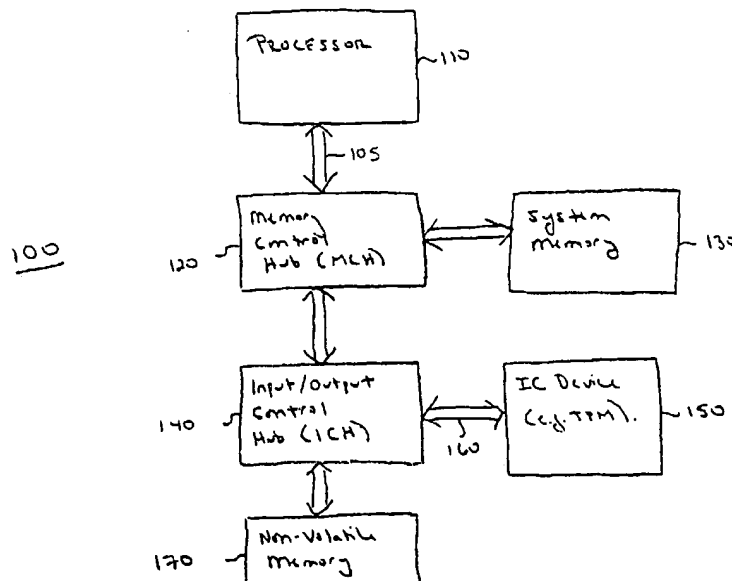 PROCESSOR
110
105
Memory
Control
Hub (MCH)
120
System
Memory
130
100
Input/Output
Control
Hub (ICH)
140
IC Device
(e.g. TPM).
150
160
Non-Volatile
Memory
170